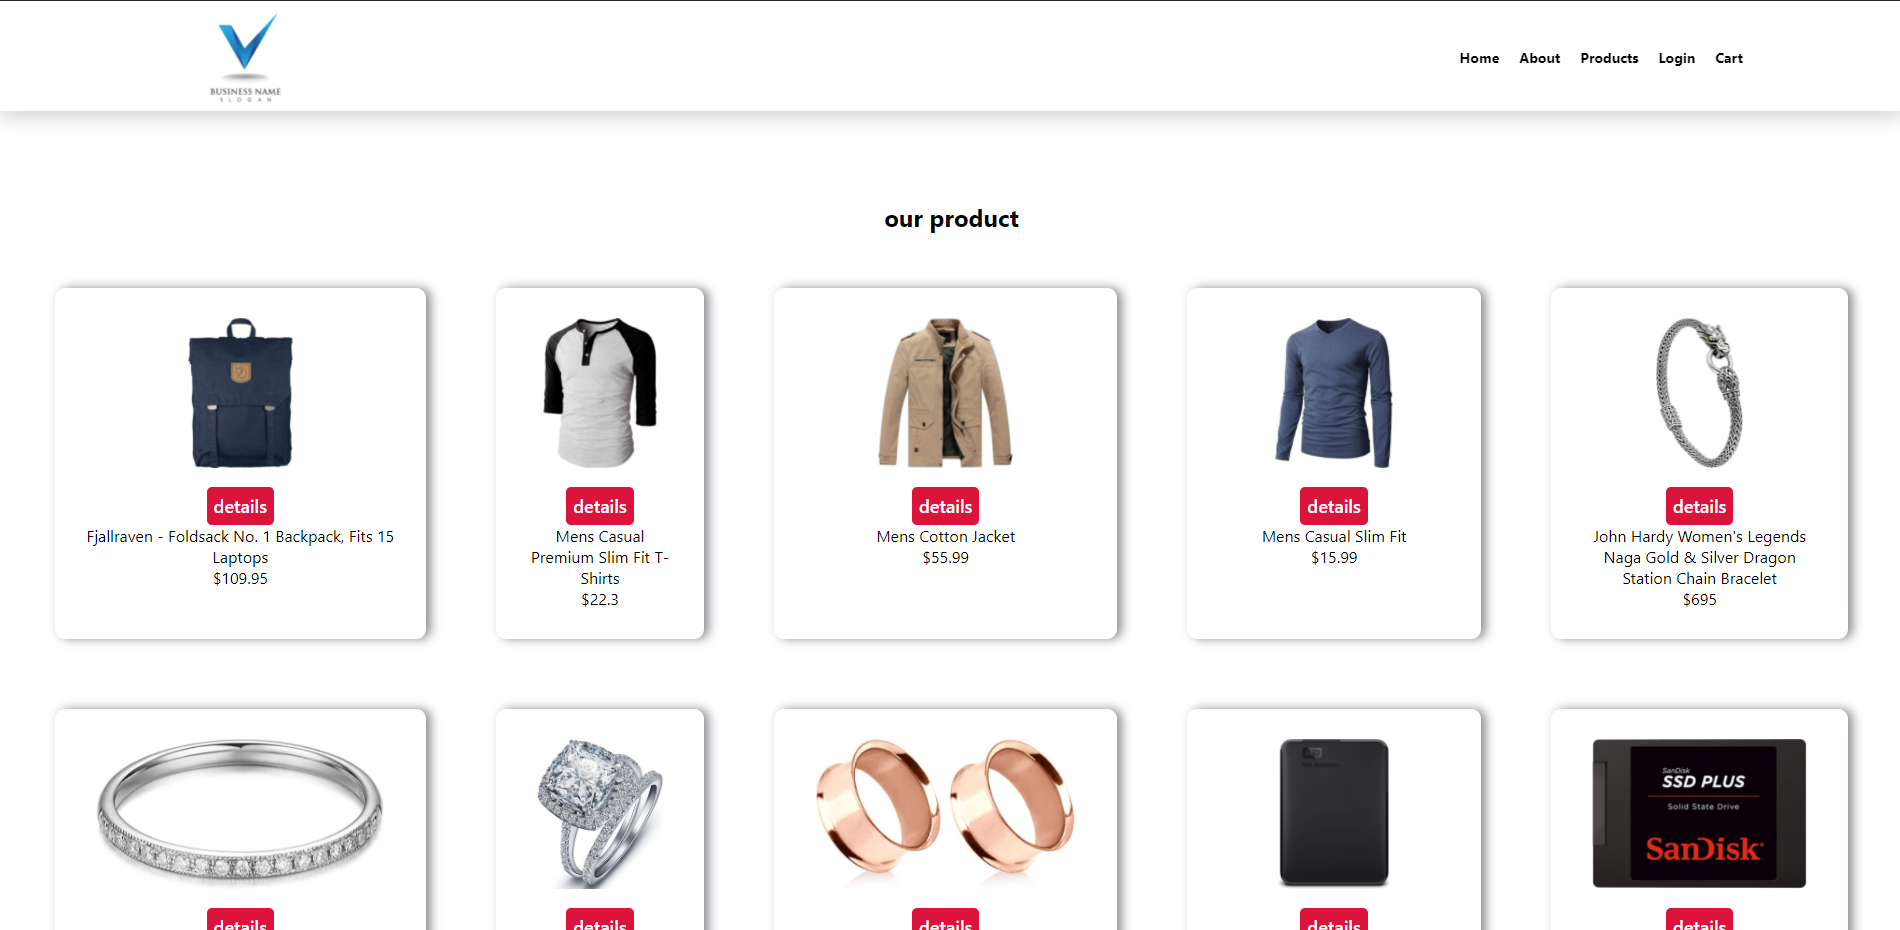 BUSINESS NAME
SLOGAN
Home About Products Login Cart
our product
details
Fjallraven - Foldsack No. 1 Backpack, Fits 15
Laptops
$109.95
details
Mens Casual
Premium Slim Fit T-
Shirts
$22.3
details
Mens Cotton Jacket
$55.99
details
Mens Casual Slim Fit
$15.99
details
John Hardy Women's Legends
Naga Gold & Silver Dragon
Station Chain Bracelet
$695
SanDisk
SSD PLUS
Solid State Drive
SanDisk
details
details
details
details
details